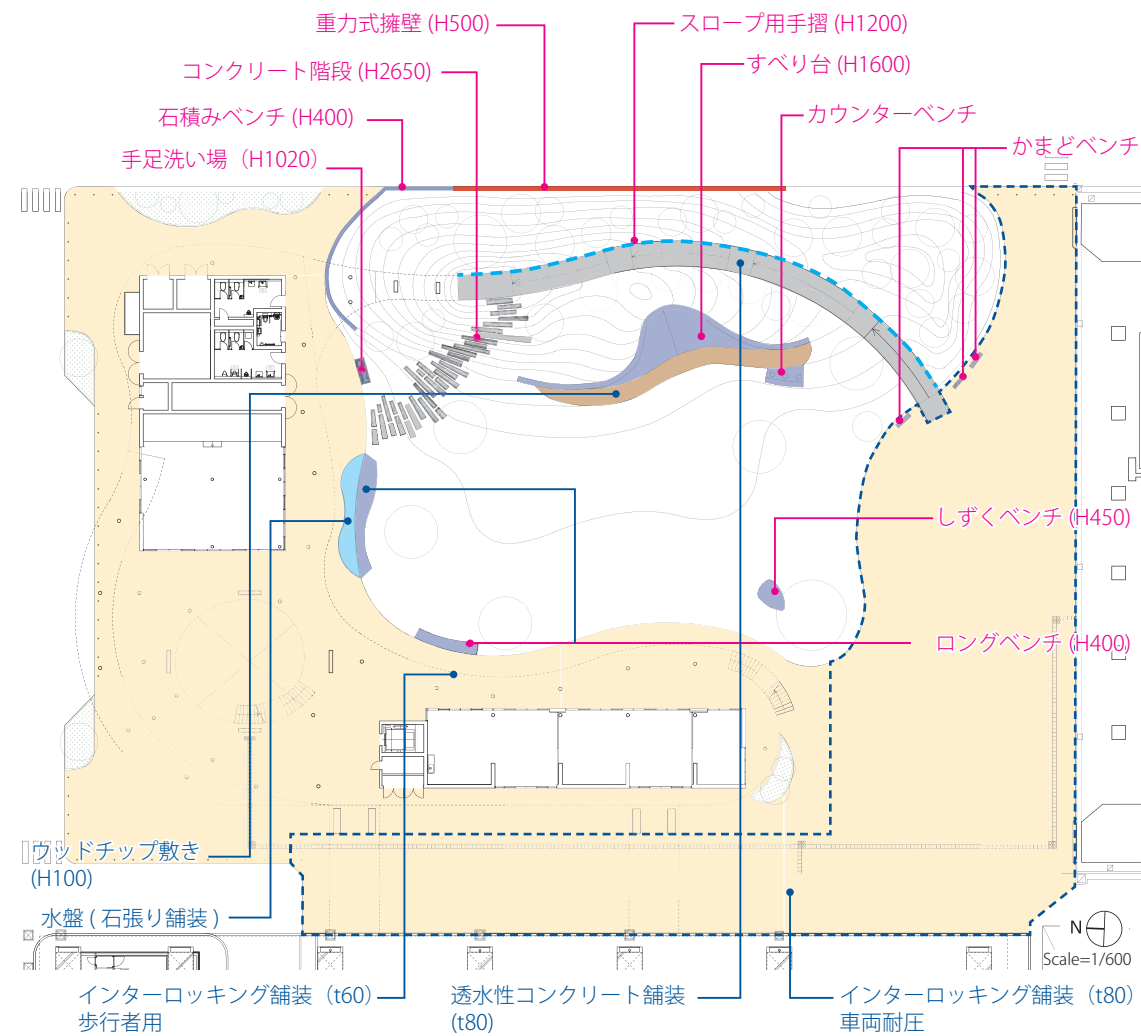 重力式擁壁 (H500)
スロープ用手摺 (H1200)
コンクリート階段 (H2650)
すべり台 (H1600)
石積みベンチ (H400)
カウンターベンチ
手足洗い場（H1020）
かまどベンチ
しずくベンチ (H450)
ロングベンチ (H400)
ウッドチップ敷き
(H100)
水盤 ( 石張り舗装 )
N
Scale=1/600
インターロッキング舗装（t60）
歩行者用
透水性コンクリート舗装
(t80)
インターロッキング舗装（t80）
車両耐圧